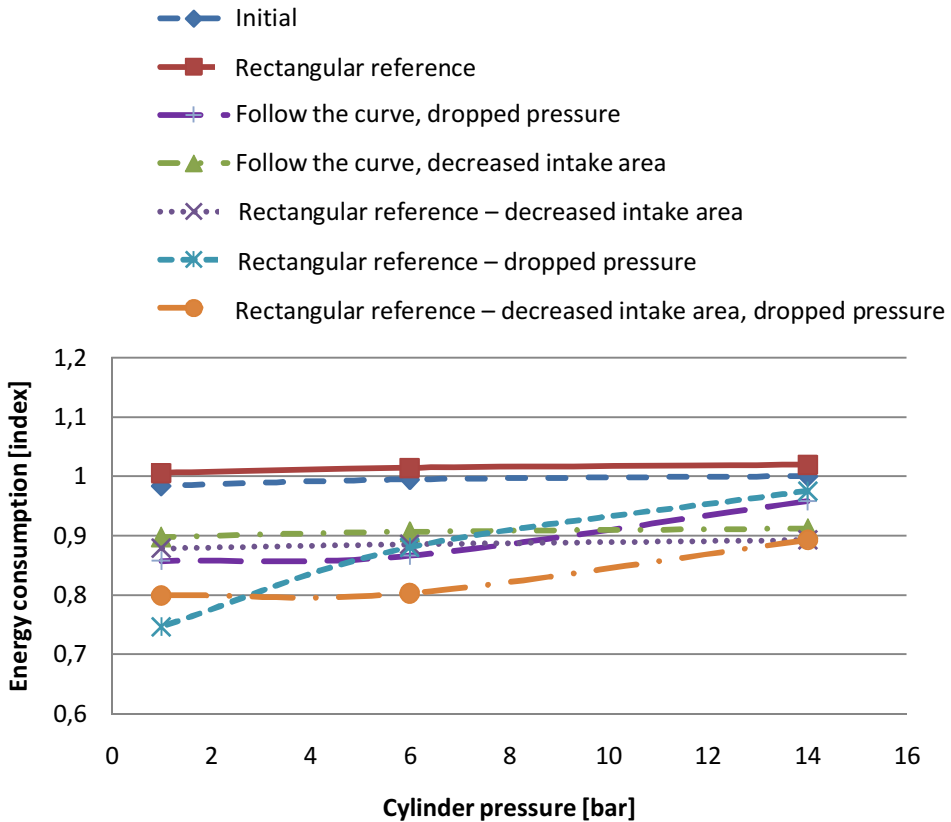 Initial
Rectangular reference
Follow the curve, dropped pressure
Follow the curve, decreased intake area
Rectangular reference – decreased intake area
Rectangular reference – dropped pressure
Rectangular reference – decreased intake area, dropped pressure
1,2
1,1
1
0,9
0,8
0,7
0,6
Energy consumption [index]
0 2 4 6 8 10 12 14 16
Cylinder pressure [bar]